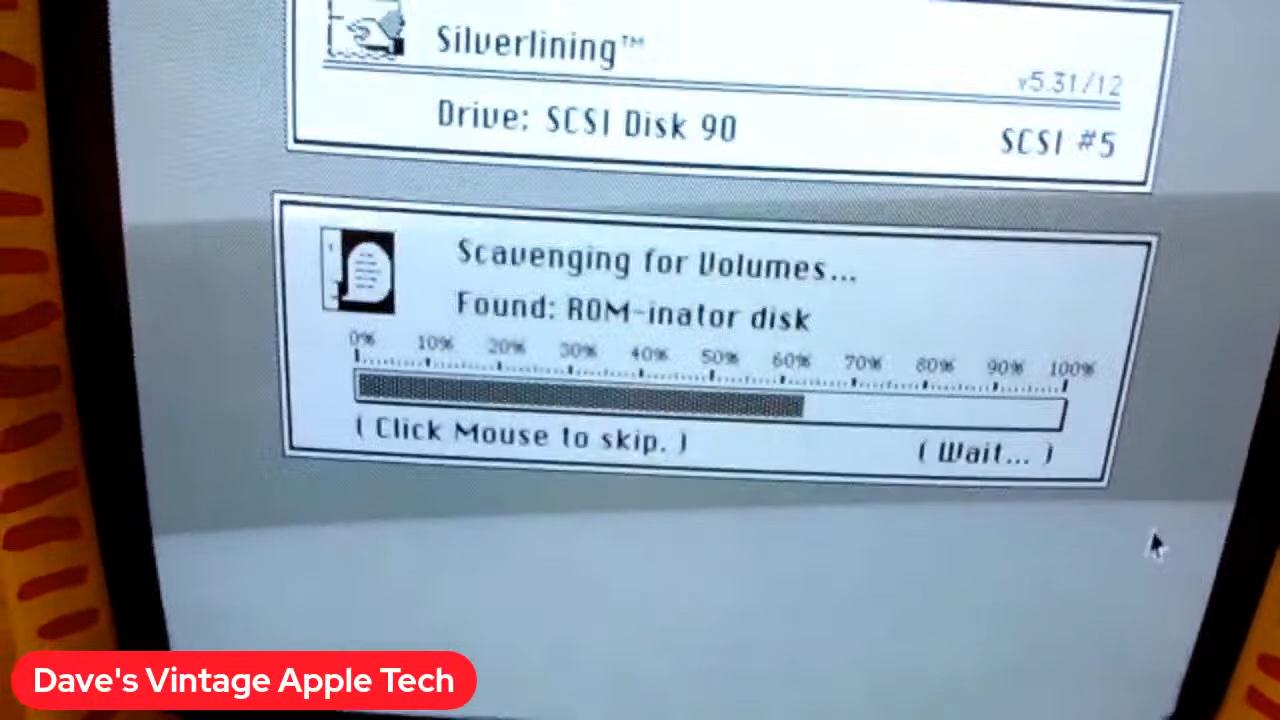 Silverlining™
v5.31/12
Drive: SCSI Disk 90
SCSI #5
Scavenging for Volumes...
Found: ROM-inator disk
0% 10% 20% 30% 40% 50% 60% 70% 80% 90% 100%
( Click Mouse to skip. )
( Wait... )
Dave's Vintage Apple Tech